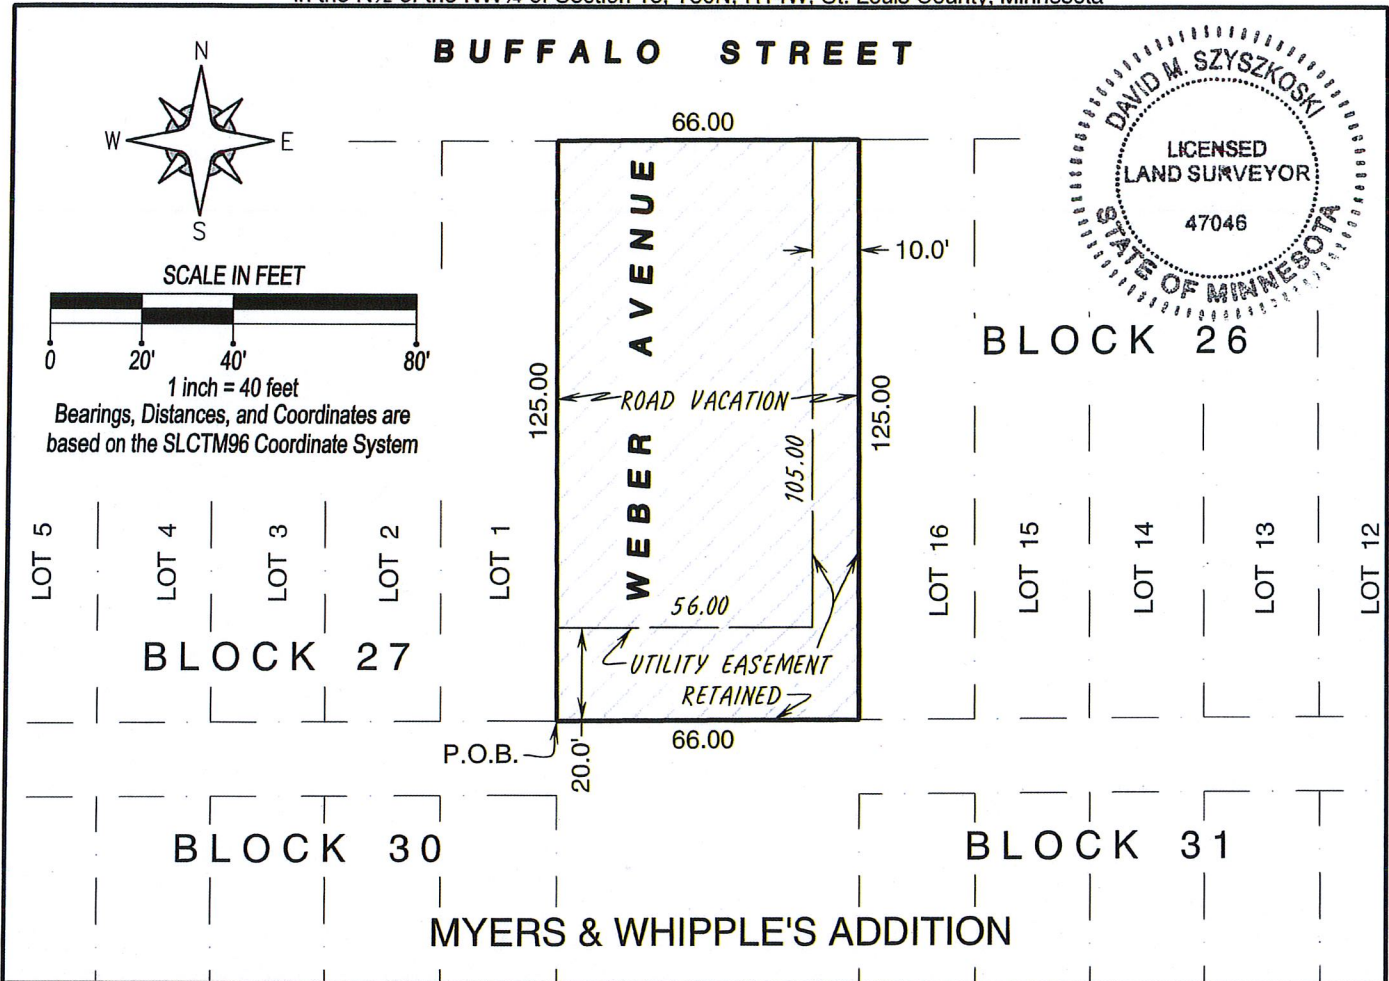 BUFFALO STREET
N
W E
S
SCALE IN FEET
0 20' 40' 80'
1 inch = 40 feet
Bearings, Distances, and Coordinates are
based on the SLCTM96 Coordinate System
DAVID M. SZYSZKOSKI
LICENSED
LAND SURVEYOR
47046
STATE OF MINNESOTA
66.00
WEBER AVENUE
10.0'
BLOCK 26
125.00
ROAD VACATION
125.00
105.00
LOT 5
LOT 4
LOT 3
LOT 2
LOT 1
LOT 16
LOT 15
LOT 14
LOT 13
LOT 12
56.00
BLOCK 27
UTILITY EASEMENT
RETAINED
P.O.B.
20.0'
66.00
BLOCK 30
BLOCK 31
MYERS & WHIPPLE'S ADDITION